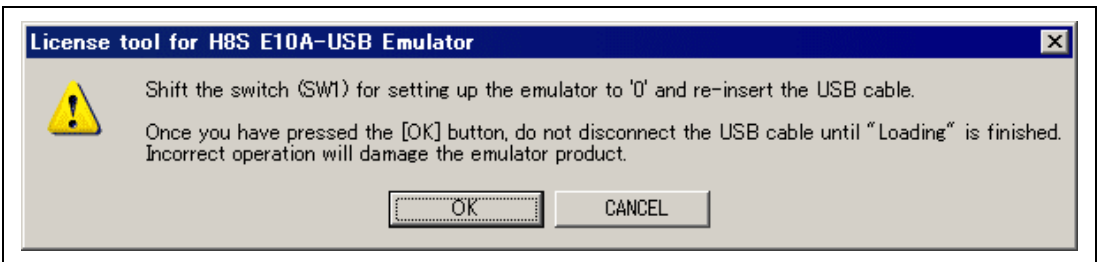 License tool for H8S E10A-USB Emulator
Shift the switch (SW1) for setting up the emulator to '0' and re-insert the USB cable.
Once you have pressed the [OK] button, do not disconnect the USB cable until "Loading" is finished.
Incorrect operation will damage the emulator product.
OK CANCEL